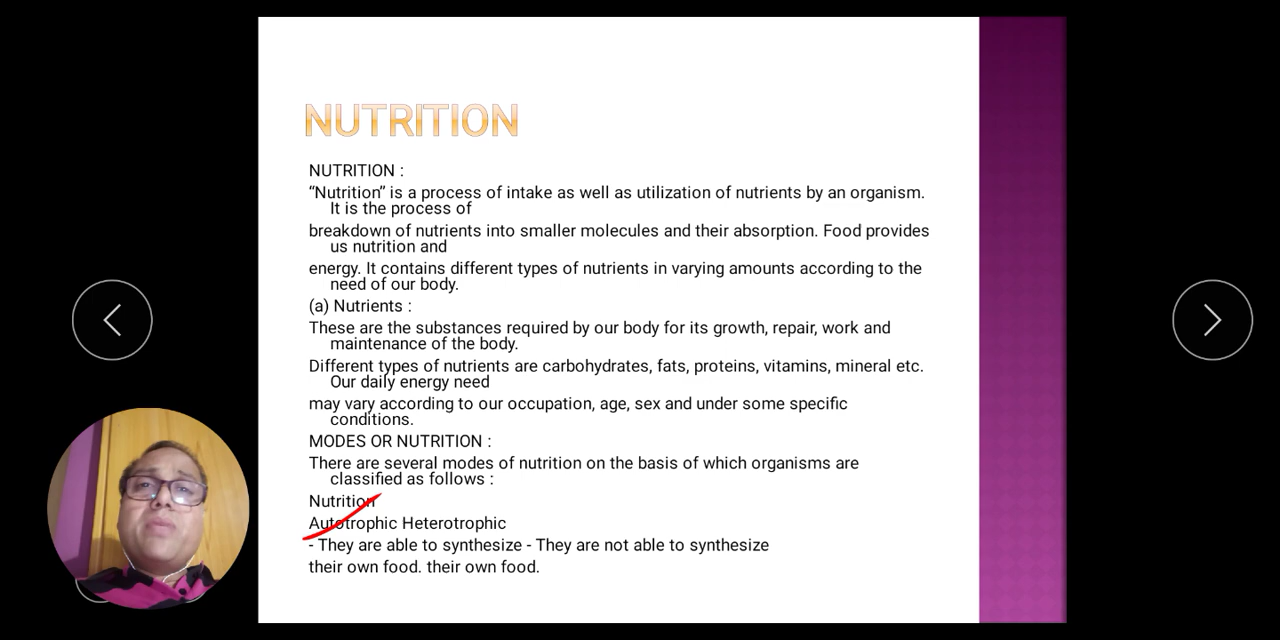 NUTRITION
NUTRITION :
“Nutrition” is a process of intake as well as utilization of nutrients by an organism.
It is the process of
breakdown of nutrients into smaller molecules and their absorption. Food provides
us nutrition and
energy. It contains different types of nutrients in varying amounts according to the
need of our body.
(a) Nutrients :
These are the substances required by our body for its growth, repair, work and
maintenance of the body.
Different types of nutrients are carbohydrates, fats, proteins, vitamins, mineral etc.
Our daily energy need
may vary according to our occupation, age, sex and under some specific
conditions.
MODES OR NUTRITION :
There are several modes of nutrition on the basis of which organisms are
classified as follows :
Nutrition
Autotrophic Heterotrophic
- They are able to synthesize - They are not able to synthesize
their own food. their own food.